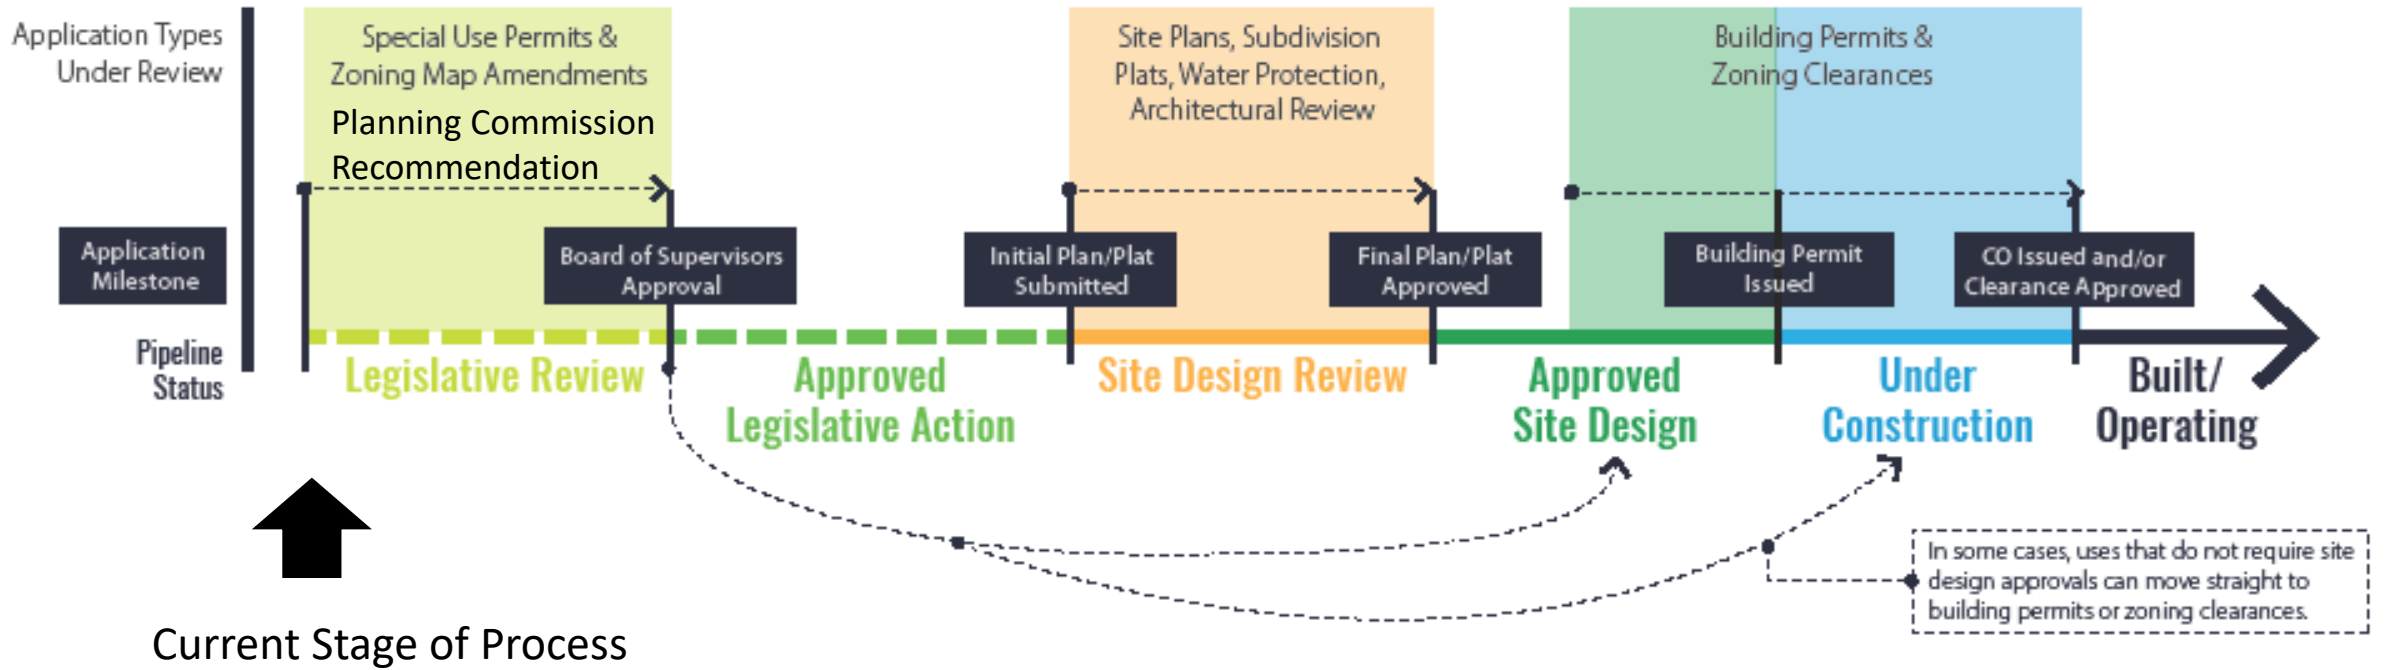 Application Types
Under Review
Special Use Permits &
Zoning Map Amendments
Planning Commission
Recommendation
Site Plans, Subdivision
Plats, Water Protection,
Architectural Review
Building Permits &
Zoning Clearances
Application
Milestone
Board of Supervisors
Approval
Initial Plan/Plat
Submitted
Final Plan/Plat
Approved
Building Permit
Issued
CO Issued and/or
Clearance Approved
Pipeline
Status
Legislative Review
Approved
Legislative Action
Site Design Review
Approved
Site Design
Under
Construction
Built/
Operating
In some cases, uses that do not require site
design approvals can move straight to
building permits or zoning clearances.
Current Stage of Process